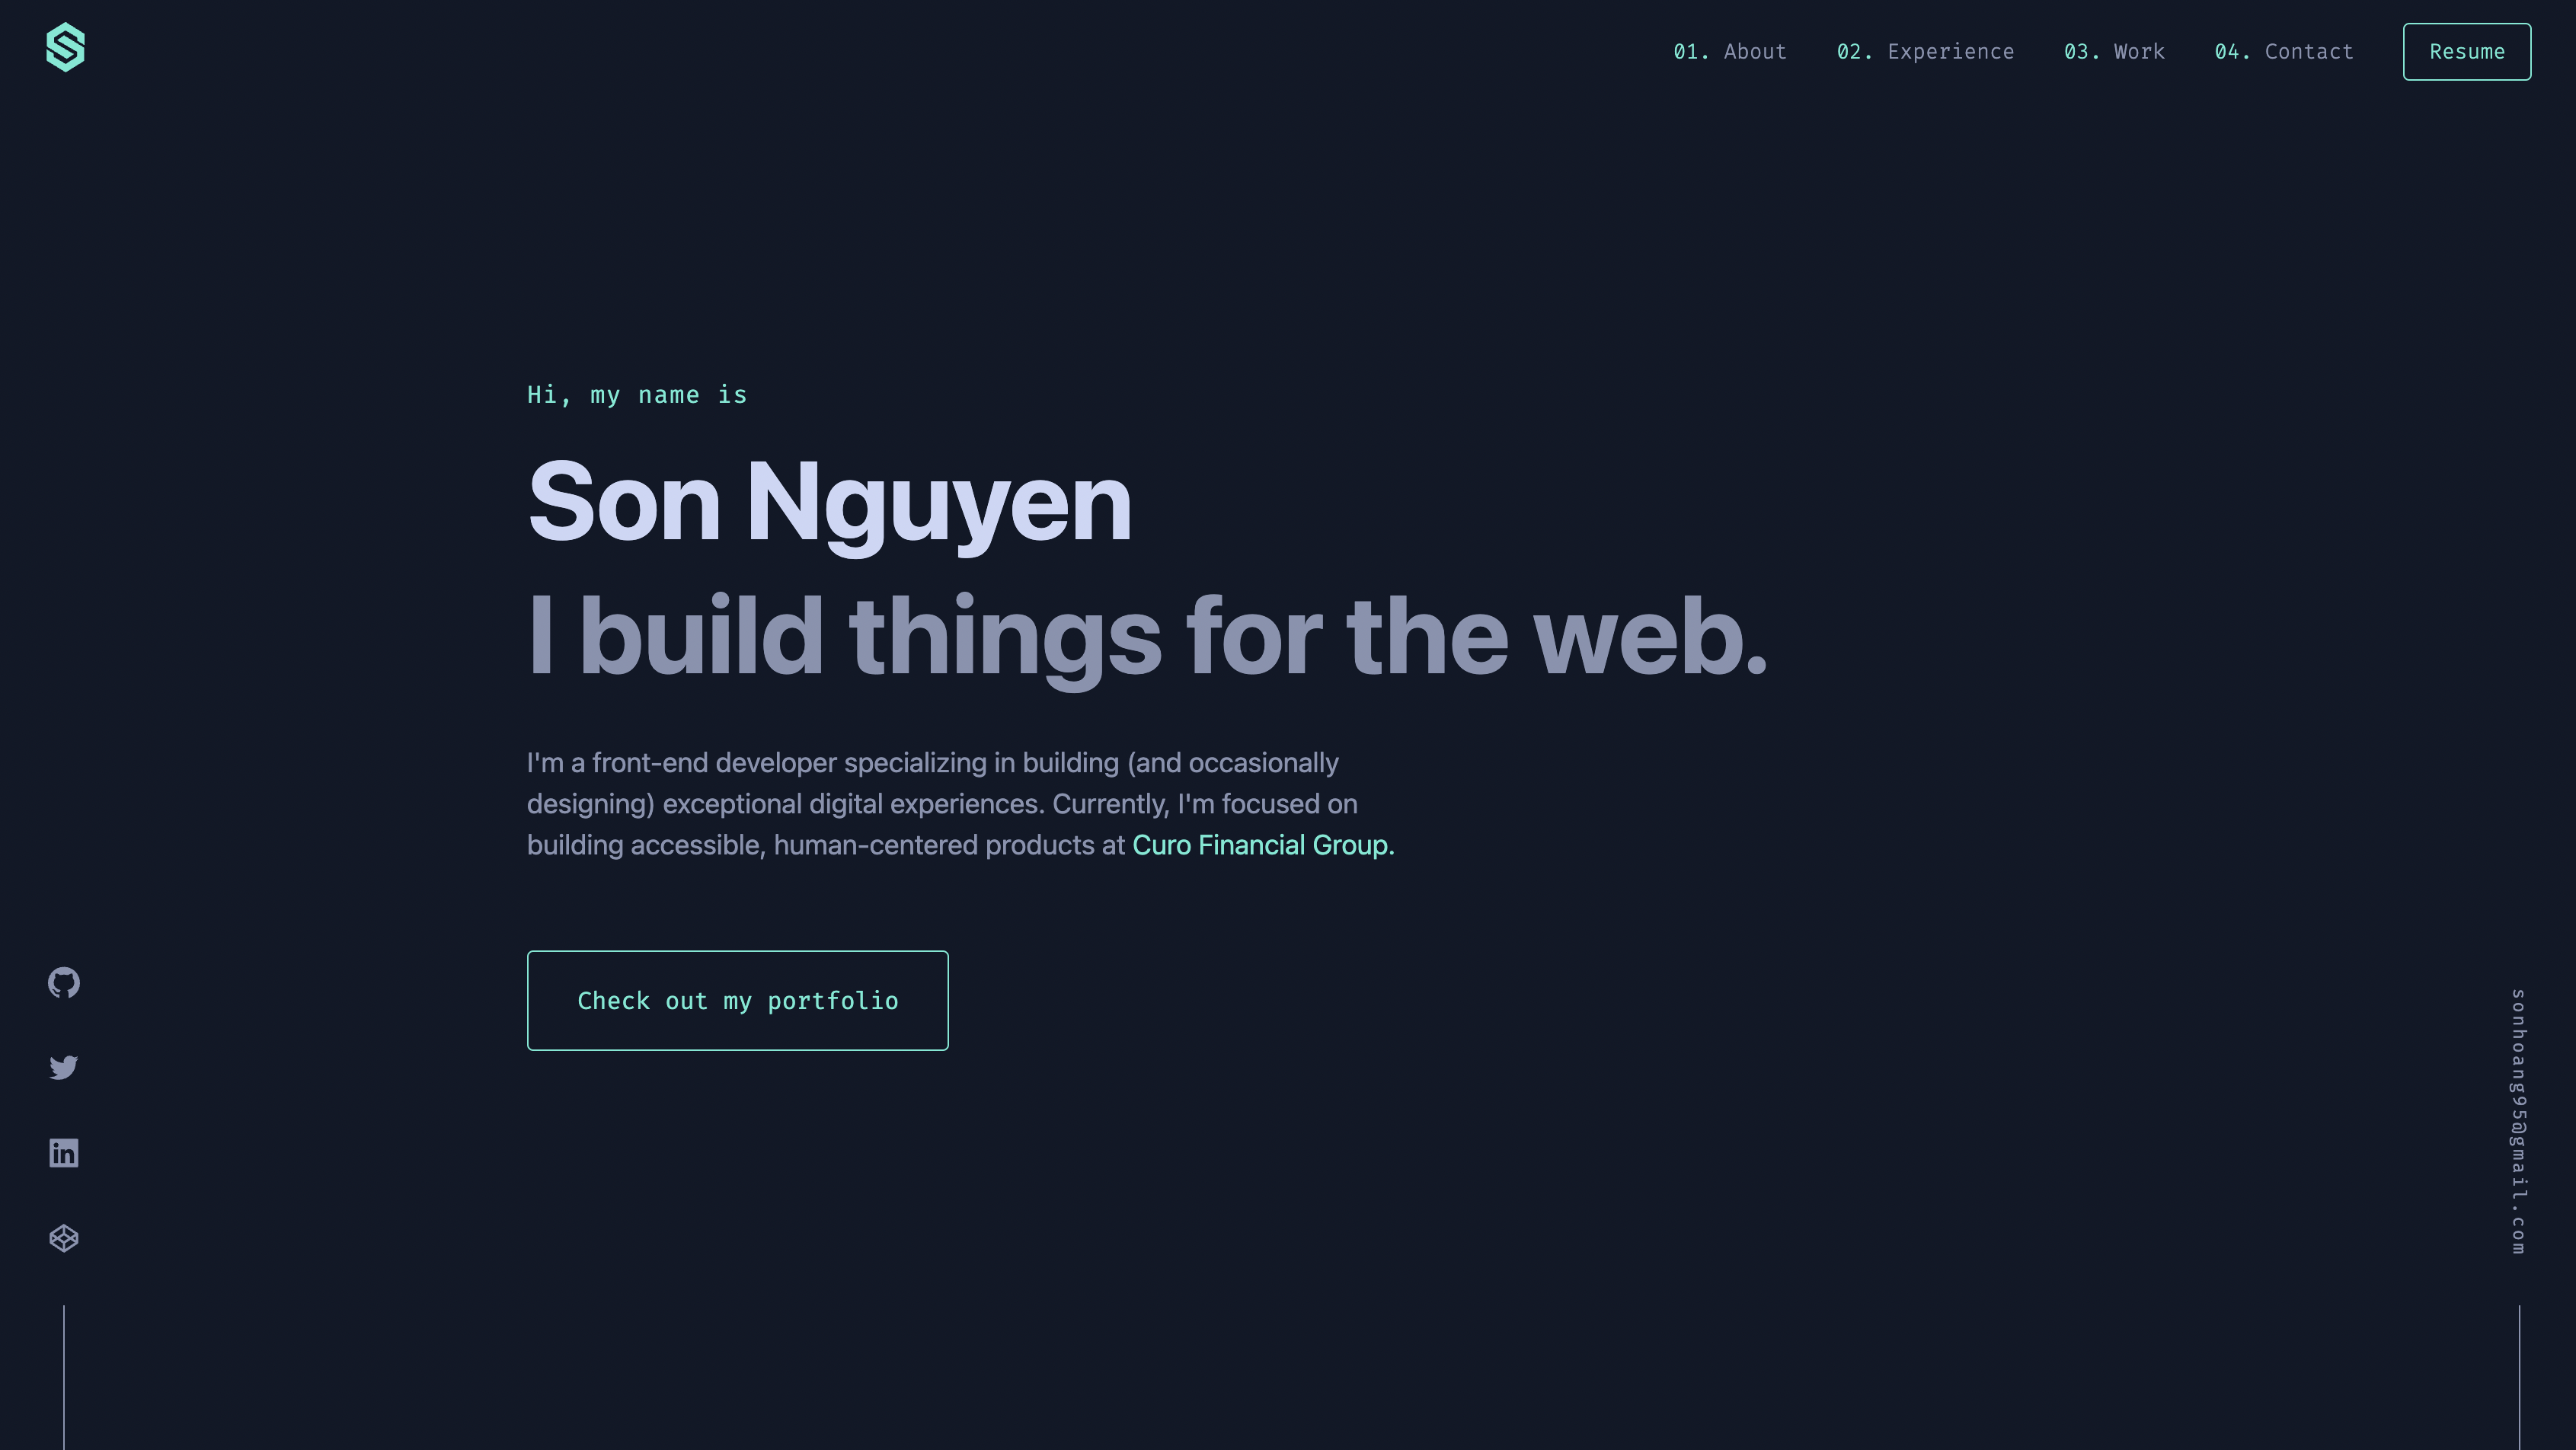 01. About
02. Experience
03. Work
04. Contact
Resume
Hi, my name is
Son Nguyen
I build things for the web.
I'm a front-end developer specializing in building (and occasionally
designing) exceptional digital experiences. Currently, I'm focused on
building accessible, human-centered products at Curo Financial Group.
Check out my portfolio
sonhoang95@gmail.com